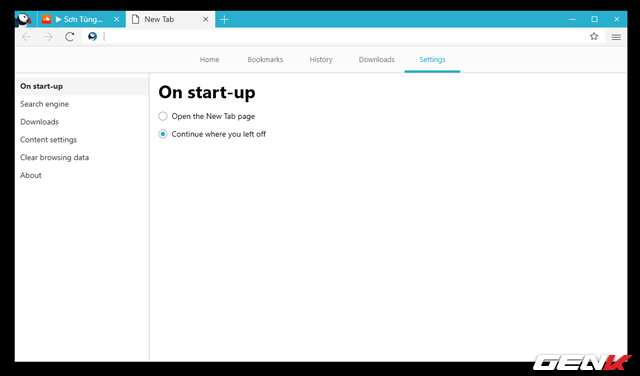 Sơn Tùng...
New Tab
Home
Bookmarks
History
Downloads
Settings
On start-up
Search engine
Downloads
Content settings
Clear browsing data
About
On start-up
Open the New Tab page
Continue where you left off
GENK